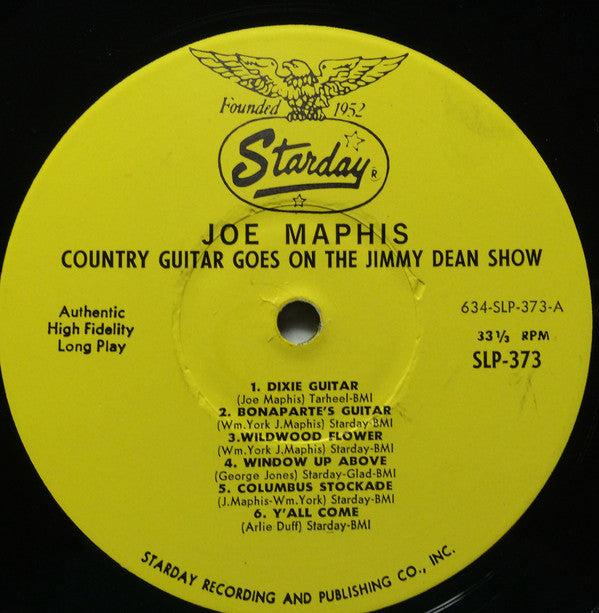 Founded 1952
Starday
®
JOE MAPHIS
COUNTRY GUITAR GOES ON THE JIMMY DEAN SHOW
Authentic
High Fidelity
Long Play
634-SLP-373-A
33 1/3 RPM
SLP-373
1. DIXIE GUITAR
(Joe Maphis) Tarheel-BMI
2. BONAPARTE'S GUITAR
(Wm.York J.Maphis) Starday-BMI
3.WILDWOOD FLOWER
(Wm.York J.Maphis) Starday-BMI
4. WINDOW UP ABOVE
(George Jones) Starday-Glad-BMI
5. COLUMBUS STOCKADE
(J.Maphis-Wm.York) Starday-BMI
6. Y'ALL COME
(Arlie Duff) Starday-BMI
STARDAY RECORDING AND PUBLISHING CO., INC.